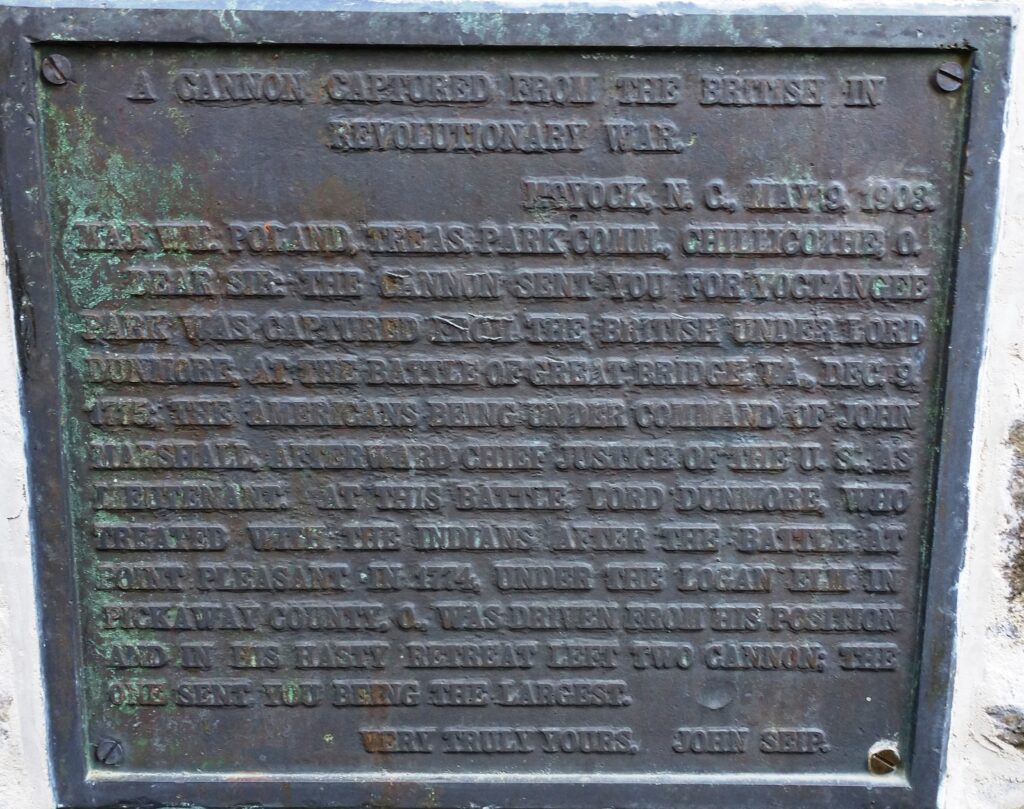 A CANNON CAPTURED FROM THE BRITISH IN
REVOLUTIONARY WAR.
MOYOCK, N. C., MAY 9, 1903.
MAJ. WM. POLAND, TREAS. PARK COMM., CHILLICOTHE, O.
DEAR SIR: THE CANNON SENT YOU FOR YOCTANGEE
PARK WAS CAPTURED FROM THE BRITISH UNDER LORD
DUNMORE, AT THE BATTLE OF GREAT BRIDGE, VA., DEC. 9,
1775; THE AMERICANS BEING UNDER COMMAND OF JOHN
MARSHALL, AFTERWARD CHIEF JUSTICE OF THE U. S., AS
LIEUTENANT. AT THIS BATTLE, LORD DUNMORE, WHO
TREATED WITH THE INDIANS AFTER THE BATTLE AT
POINT PLEASANT IN 1774, UNDER THE LOGAN ELM IN
PICKAWAY COUNTY, O., WAS DRIVEN FROM HIS POSITION
AND IN HIS HASTY RETREAT LEFT TWO CANNON; THE
ONE SENT YOU BEING THE LARGEST.
VERY TRULY YOURS. JOHN SEIP.